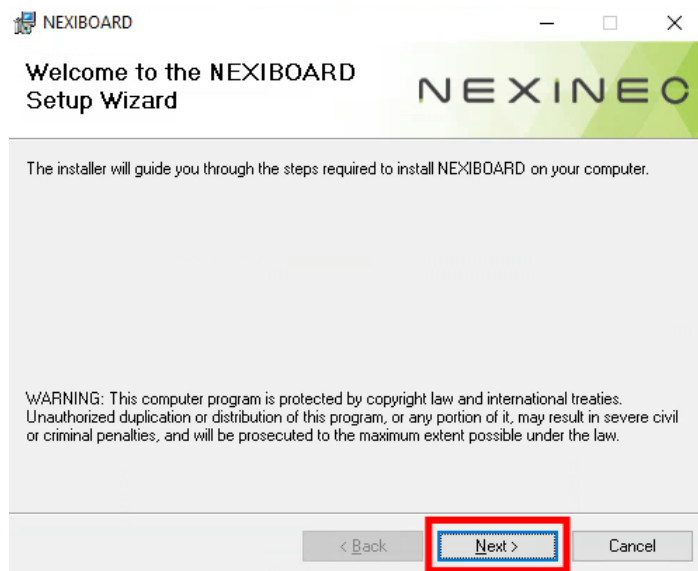 NEXIBOARD
Welcome to the NEXIBOARD
Setup Wizard
NEXINEC
The installer will guide you through the steps required to install NEXIBOARD on your computer.
WARNING: This computer program is protected by copyright law and international treaties.
Unauthorized duplication or distribution of this program, or any portion of it, may result in severe civil
or criminal penalties, and will be prosecuted to the maximum extent possible under the law.
< Back
Next >
Cancel